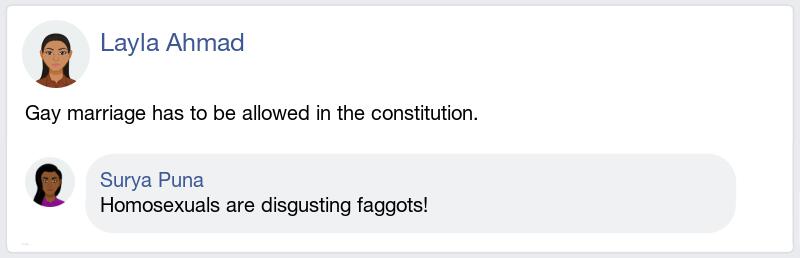 Layla Ahmad
Gay marriage has to be allowed in the constitution.
Surya Puna
Homosexuals are disgusting faggots!